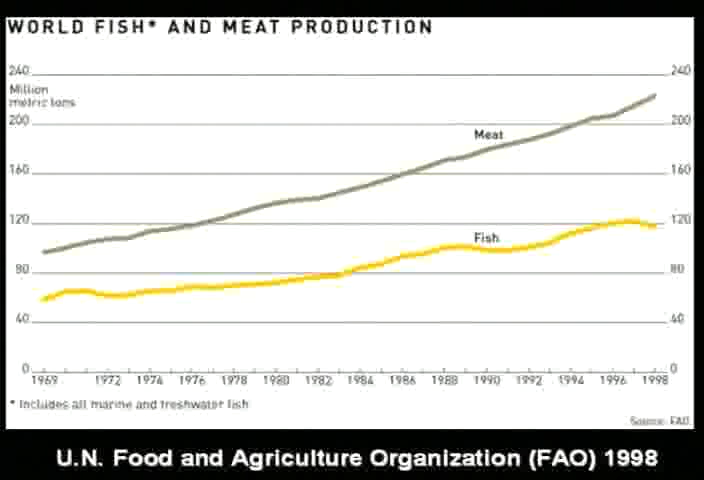 WORLD FISH* AND MEAT PRODUCTION
240 240
Million
metric tons
200 200
Meat
160 160
120 120
Fish
80 80
40 40
0 0
1969 1972 1974 1976 1978 1980 1982 1984 1986 1988 1990 1992 1994 1996 1998
* Includes all marine and freshwater fish
Source: FAO
U.N. Food and Agriculture Organization (FAO) 1998